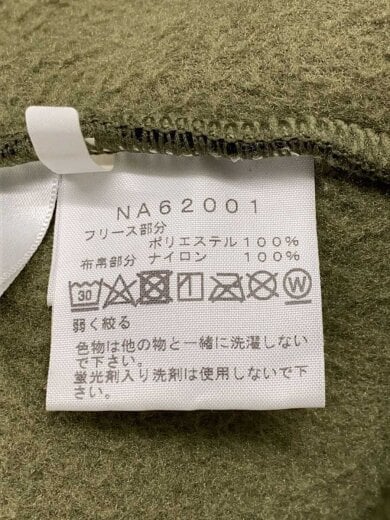 NA62001
フリース部分
ポリエステル100%
布帛部分 ナイロン 100%
30 W
弱く絞る
色物は他の物と一緒に洗濯しない
で下さい。
蛍光剤入り洗剤は使用しないで下
さい。